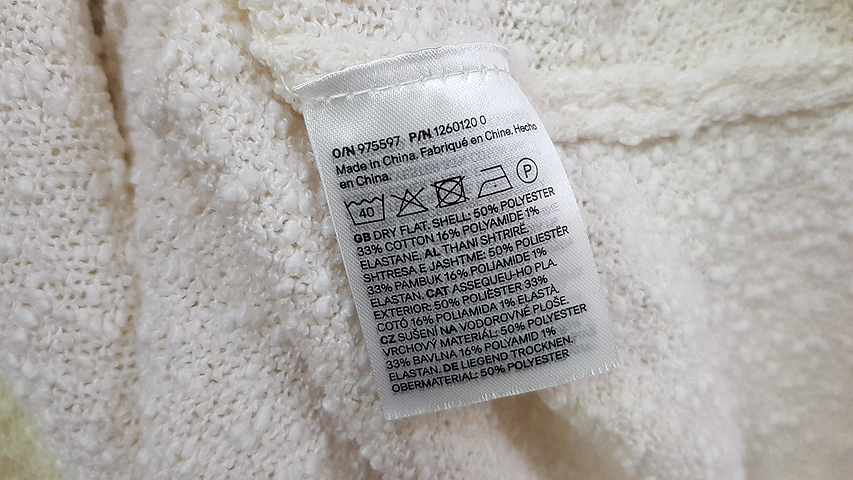 O/N 975597 P/N 1260120 0
Made in China. Fabriqué en Chine. Hecho
en China.
40 P
GB DRY FLAT. SHELL: 50% POLYESTER
33% COTTON 16% POLYAMIDE 1%
ELASTANE. AL THANI SHTRIRË.
SHTRESA E JASHTME: 50% POLIESTËR
33% PAMBUK 16% POLIAMIDE 1%
ELASTAN. CAT ASSEQUEU-HO PLA.
EXTERIOR: 50% POLIÈSTER 33%
COTÓ 16% POLIAMIDA 1% ELASTÀ.
CZ SUŠENÍ NA VODOROVNÉ PLOŠE.
VRCHOVÝ MATERIÁL: 50% POLYESTER
33% BAVLNA 16% POLYAMID 1%
ELASTAN. DE LIEGEND TROCKNEN.
OBERMATERIAL: 50% POLYESTER